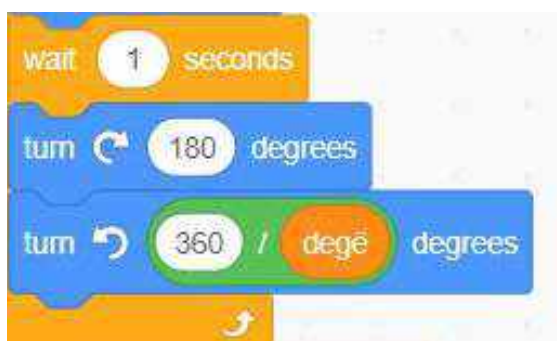 wait 1 seconds
turn 180 degrees
turn 360 / degë degrees